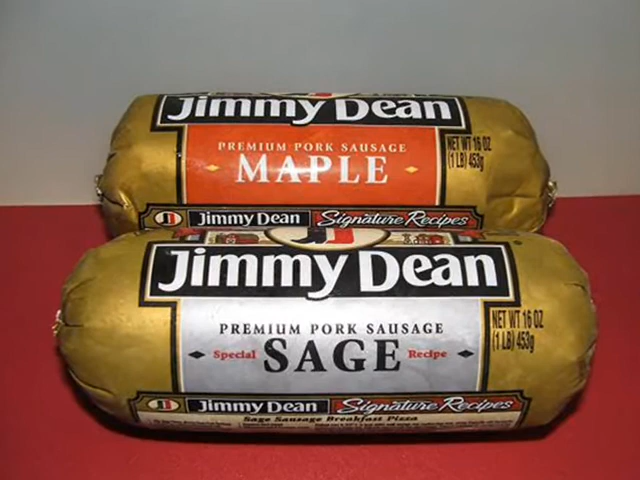 Jimmy Dean
PREMIUM PORK SAUSAGE
MAPLE
NET WT 16 OZ
(1 LB) 453g
Jimmy Dean Signature Recipes
Jimmy Dean
PREMIUM PORK SAUSAGE
Special SAGE Recipe
NET WT 16 OZ
(1 LB) 453g
Jimmy Dean Signature Recipes
Sage Sausage Breakfast Pizza